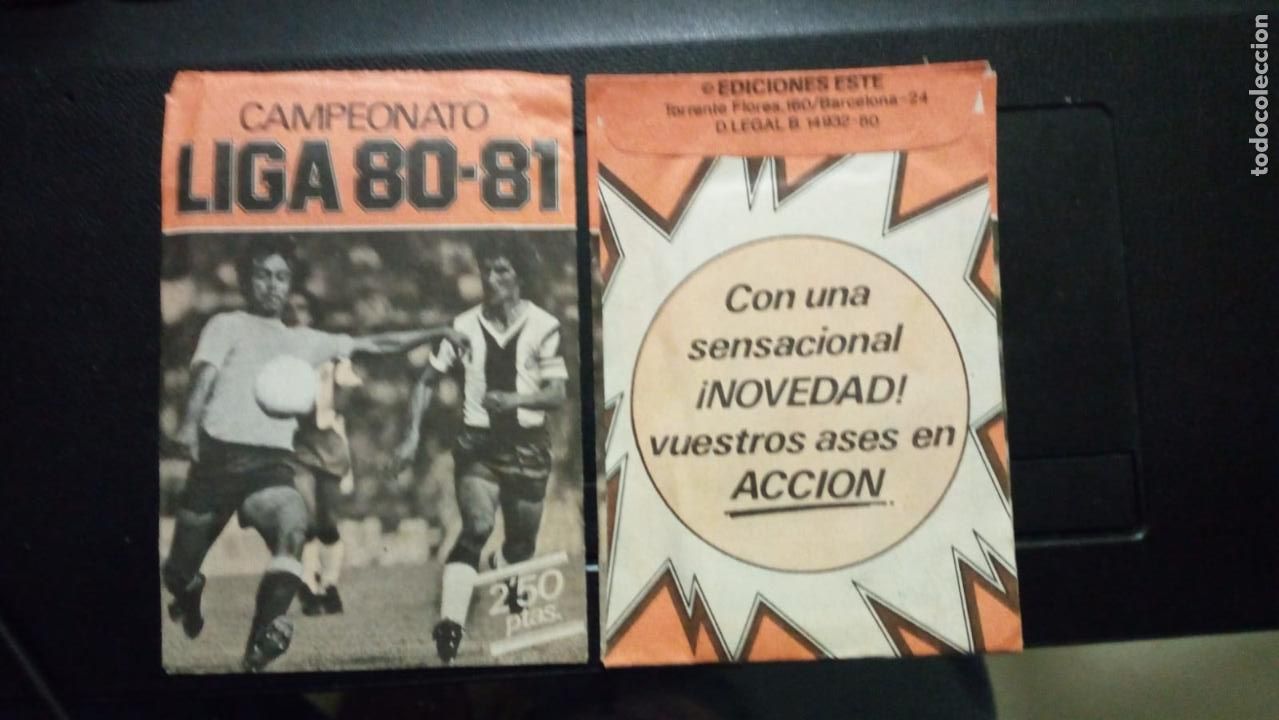 CAMPEONATO
LIGA 80-81
2'50
ptas.
© EDICIONES ESTE
Torrente Flores, 160/Barcelona-24
D. LEGAL B. 14932-80
Con una
sensacional
¡NOVEDAD!
vuestros ases en
ACCION
todocoleccion